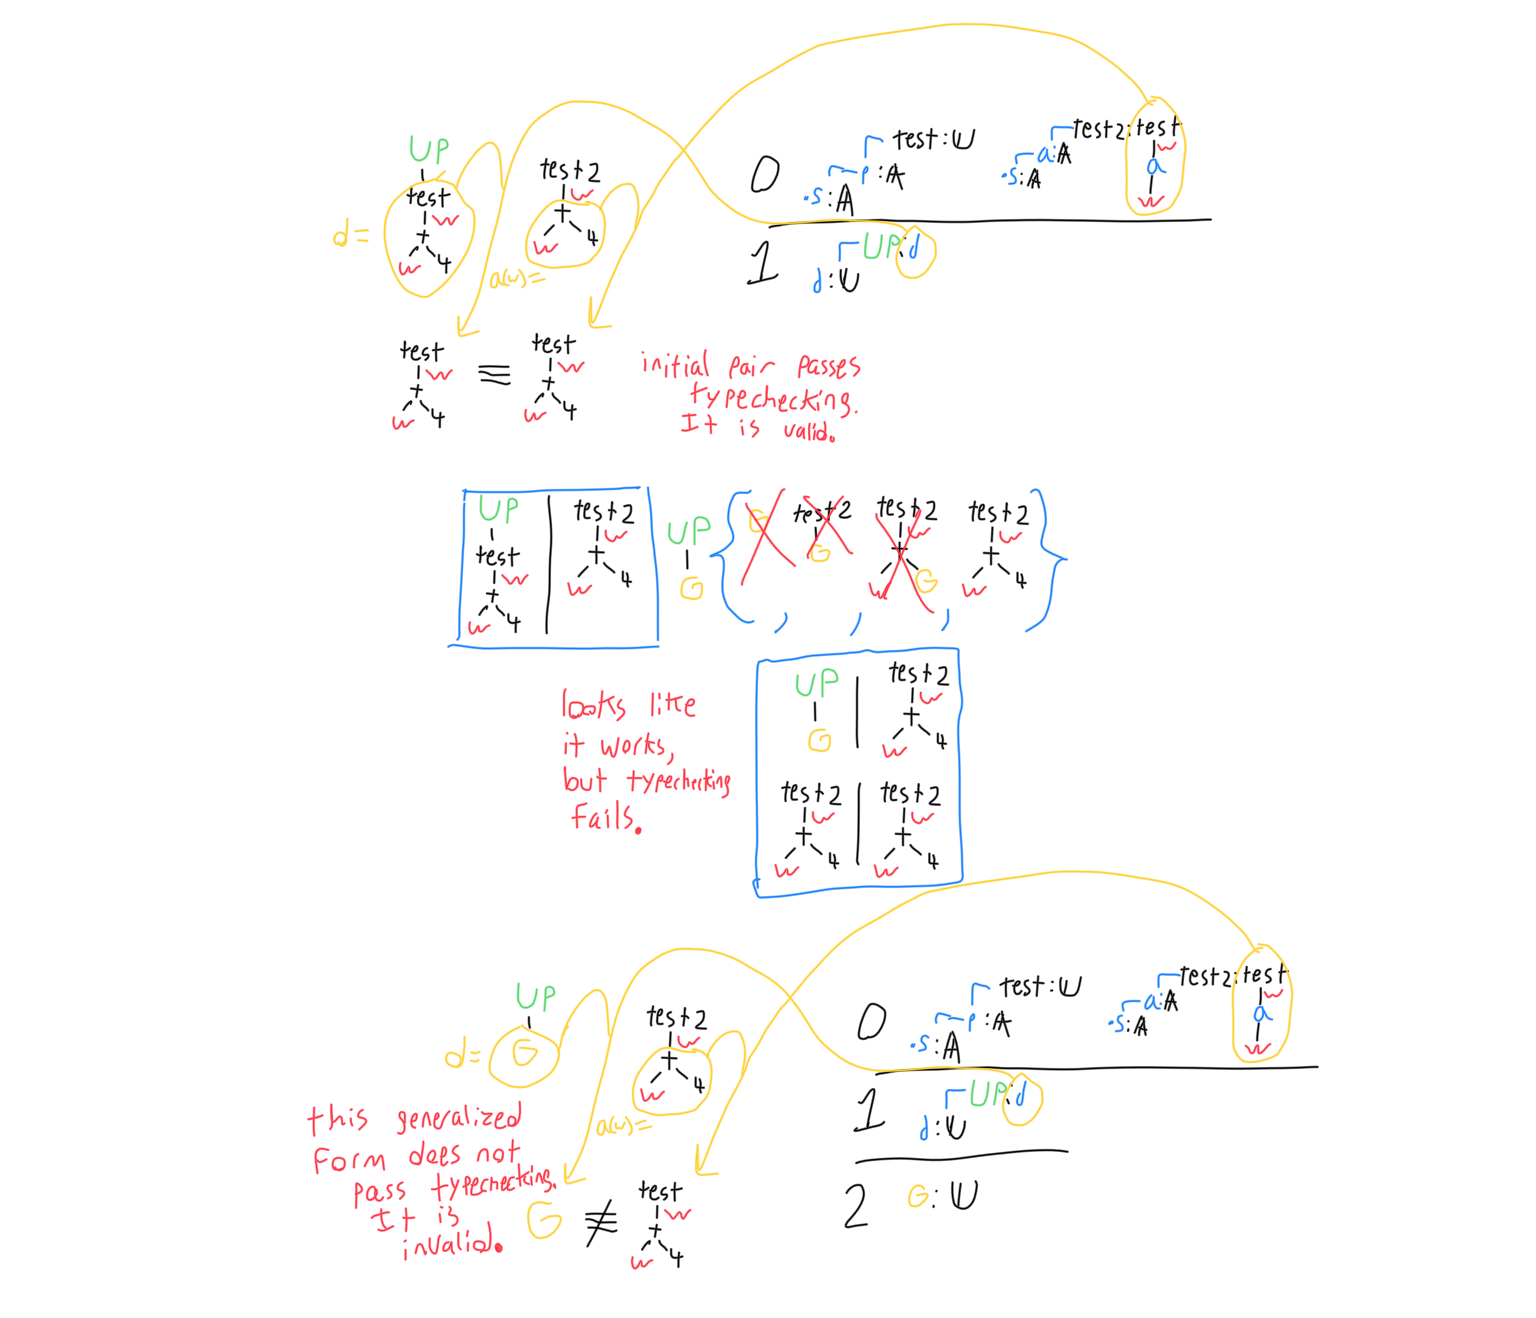 UP
test
w
+
w 4
d =
test2
w
+
w 4
a(w)=
0
test:U
p:A
.s:A
test2:test
a:A
.s:A
w
a
w
1
UP:d
d:U
test
w
+
w 4
≡
test
w
+
w 4
initial pair passes
typechecking.
It is valid.
UP
test
w
+
w 4
test2
w
+
w 4
UP
G
{ G , test2 G , test2 w + w G , test2 w + w 4 }
looks like
it works,
but typechecking
fails.
UP
G
test2
w
+
w 4
test2
w
+
w 4
test2
w
+
w 4
UP
d = G
test2
w
+
w 4
a(w)=
0
test:U
p:A
.s:A
test2:test
a:A
.s:A
w
a
w
1
UP:d
d:U
2
G:U
this generalized
form does not
pass typechecking.
It is
invalid.
G ≢
test
w
+
w 4